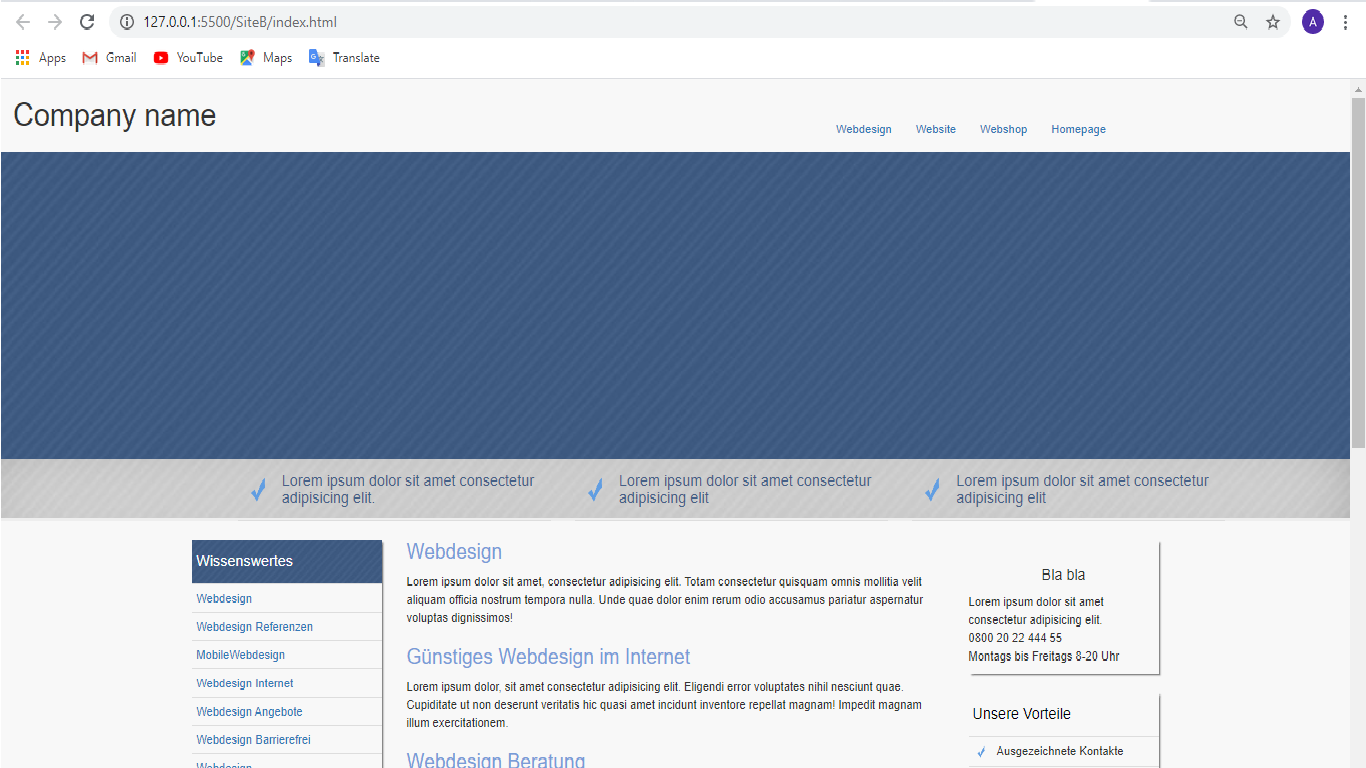 127.0.0.1:5500/SiteB/index.html
A
Apps Gmail YouTube Maps Translate
Company name
Webdesign Website Webshop Homepage
Lorem ipsum dolor sit amet consectetur
adipisicing elit.
Lorem ipsum dolor sit amet consectetur
adipisicing elit
Lorem ipsum dolor sit amet consectetur
adipisicing elit
Wissenswertes
Webdesign
Webdesign Referenzen
MobileWebdesign
Webdesign Internet
Webdesign Angebote
Webdesign Barrierefrei
Webdesign
Webdesign
Lorem ipsum dolor sit amet, consectetur adipisicing elit. Totam consectetur quisquam omnis mollitia velit
aliquam officia nostrum tempora nulla. Unde quae dolor enim rerum odio accusamus pariatur aspernatur
voluptas dignissimos!
Günstiges Webdesign im Internet
Lorem ipsum dolor, sit amet consectetur adipisicing elit. Eligendi error voluptates nihil nesciunt quae.
Cupiditate ut non deserunt veritatis hic quasi amet incidunt inventore repellat magnam! Impedit magnam
illum exercitationem.
Webdesign Beratung
Bla bla
Lorem ipsum dolor sit amet
consectetur adipisicing elit.
0800 20 22 444 55
Montags bis Freitags 8-20 Uhr
Unsere Vorteile
Ausgezeichnete Kontakte